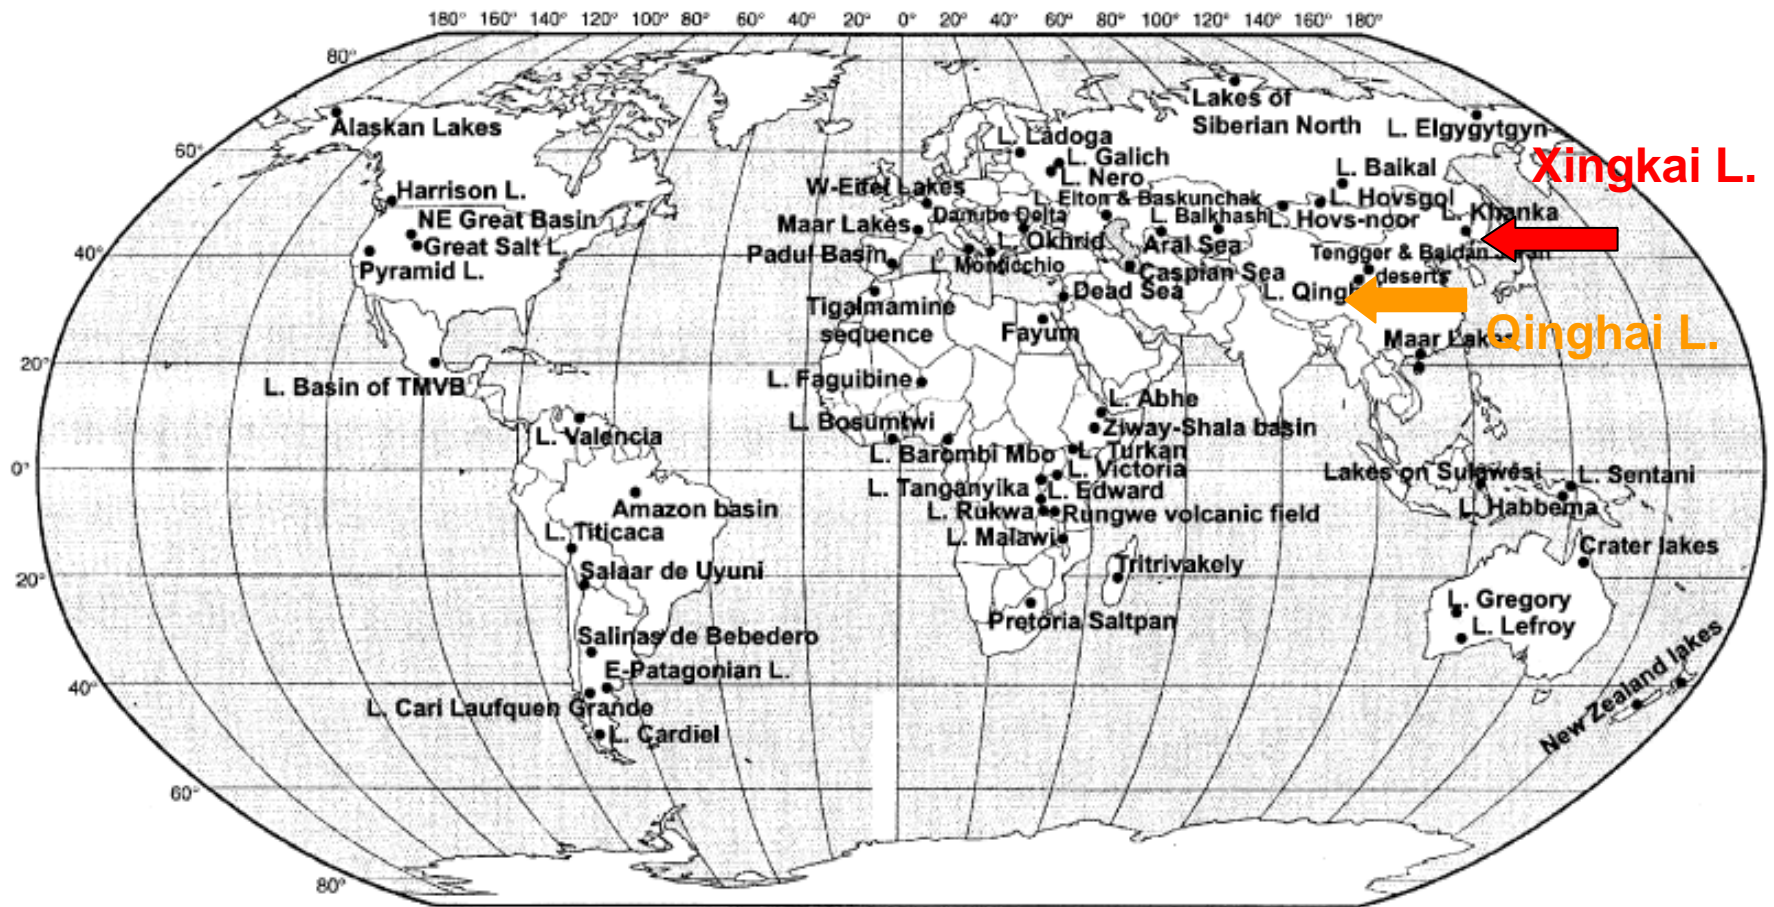 180° 160° 140° 120° 100° 80° 60° 40° 20° 0° 20° 40° 60° 80° 100° 120° 140° 160° 180°
80°
Alaskan Lakes
Lakes of
Siberian North
L. Elgygytgyn
60°
L. Ladoga
L. Galich
L. Nero
L. Baikal
Xingkai L.
Harrison L.
W-Eifel Lakes
L. Elton & Baskunchak
L. Hovsgol
NE Great Basin
Maar Lakes
Danube Delta
L. Balkhash
L. Hovs-noor
L. Khanka
Great Salt L.
L. Okhrid
Aral Sea
40°
Padul Basin
L. Monticchio
Tengger & Badan
deserts
Pyramid L.
Caspian Sea
Dead Sea
L. Qing
Tigalmamine
sequence
Fayum
Maar Lakes
Qinghai L.
20°
L. Basin of TMVB
L. Faguibine
L. Abhe
L. Bosumtwi
Ziway-Shala basin
L. Valencia
L. Barombi Mbo
L. Turkan
0°
L. Victoria
Lakes on Sulawesi
L. Sentani
L. Tanganyika
L. Edward
Amazon basin
L. Rukwa
Rungwe volcanic field
L. Habbema
L. Titicaca
L. Malawi
Crater lakes
20°
Salaar de Uyuni
Tritrivakely
Pretoria Saltpan
L. Gregory
L. Lefroy
Salinas de Bebedero
E-Patagonian L.
40°
L. Cari Laufquen Grande
New Zealand lakes
L. Cardiel
60°
80°